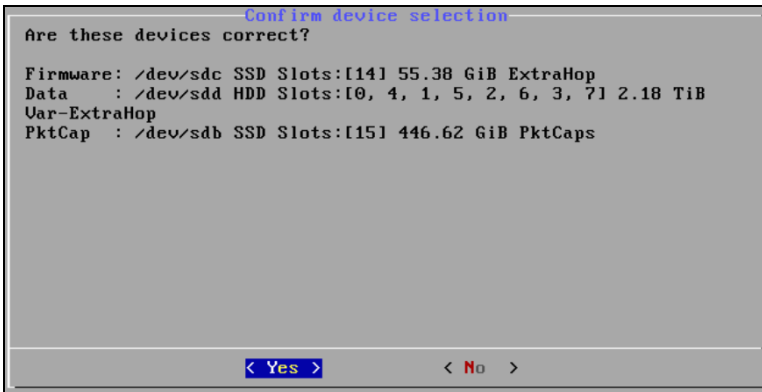 Confirm device selection
Are these devices correct?
Firmware: /dev/sdc SSD Slots:[14] 55.38 GiB ExtraHop
Data    : /dev/sdd HDD Slots:[0, 4, 1, 5, 2, 6, 3, 7] 2.18 TiB
Var-ExtraHop
PktCap  : /dev/sdb SSD Slots:[15] 446.62 GiB PktCaps
< Yes >    < No  >